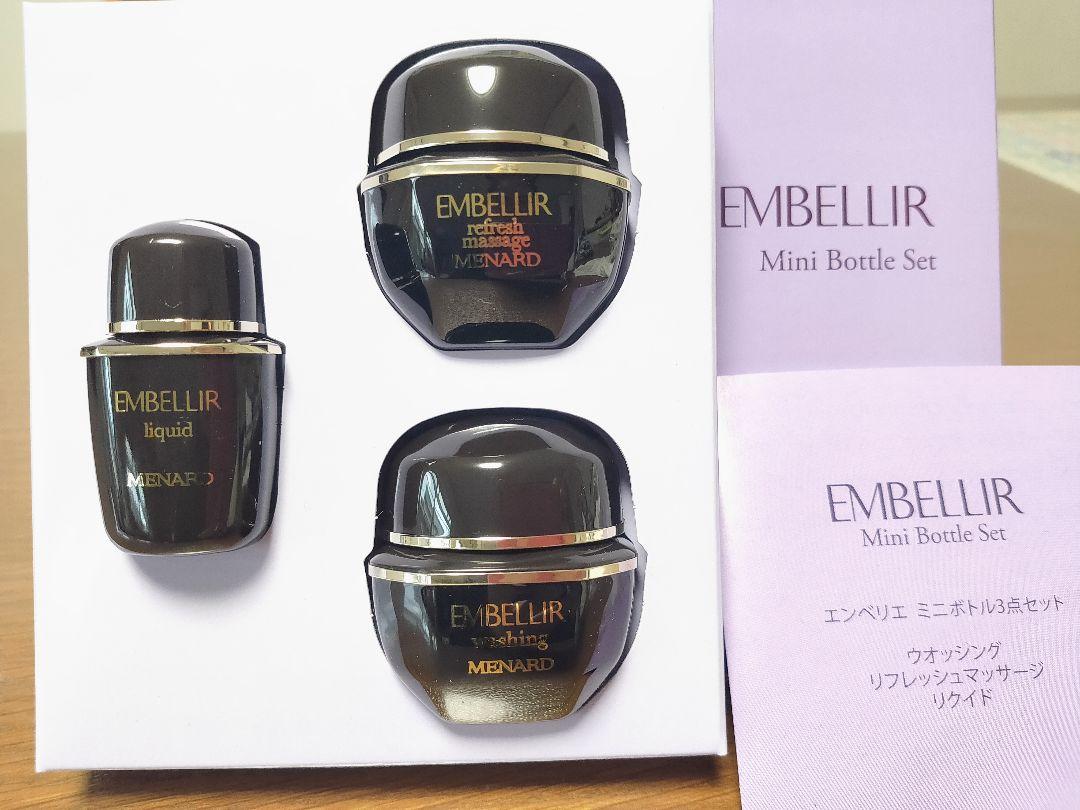 EMBELLIR
refresh
massage
MENARD
EMBELLIR
liquid
MENARD
EMBELLIR
washing
MENARD
EMBELLIR
Mini Bottle Set
EMBELLIR
Mini Bottle Set
エンベリエ ミニボトル3点セット
ウオッシング
リフレッシュマッサージ
リクイド